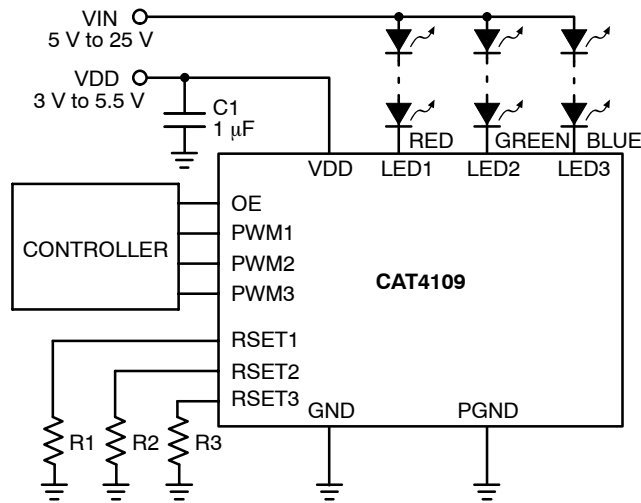 VIN
5 V to 25 V
VDD
3 V to 5.5 V
C1
1 μF
RED
GREEN
BLUE
VDD
LED1
LED2
LED3
CONTROLLER
OE
PWM1
PWM2
PWM3
CAT4109
RSET1
RSET2
RSET3
GND
PGND
R1
R2
R3